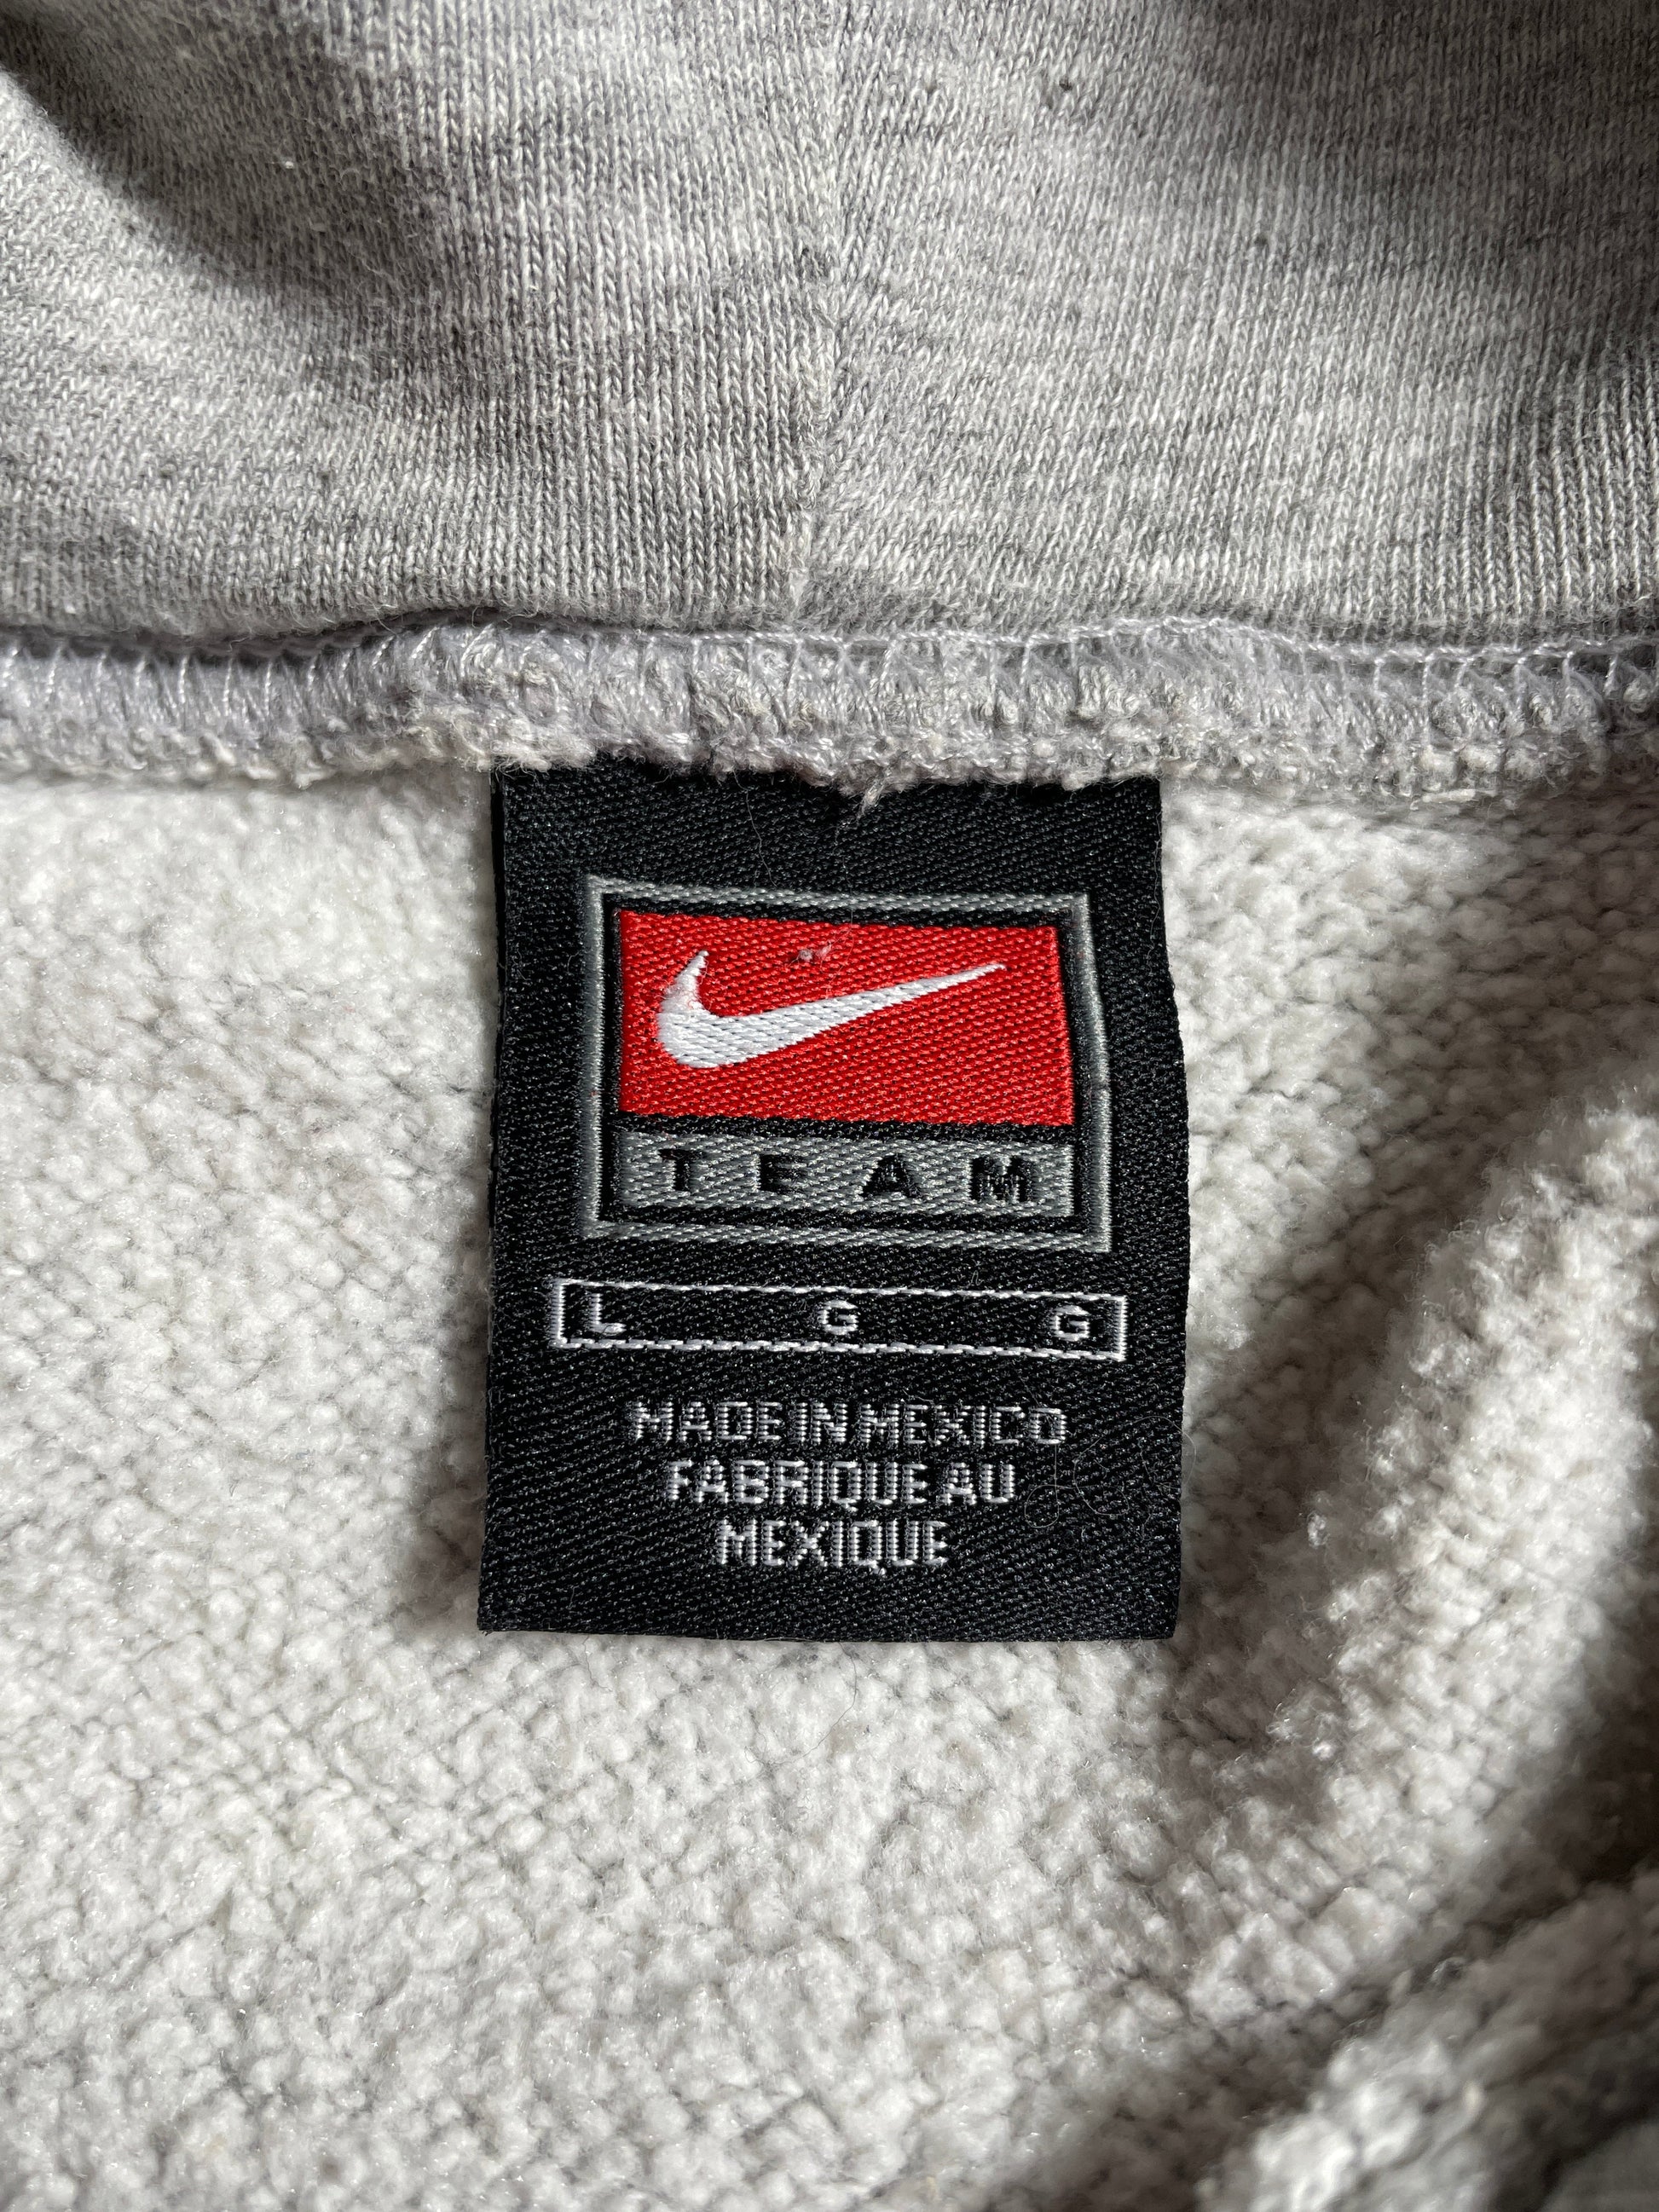 TEAM
L G G
MADE IN MEXICO
FABRIQUE AU
MEXIQUE